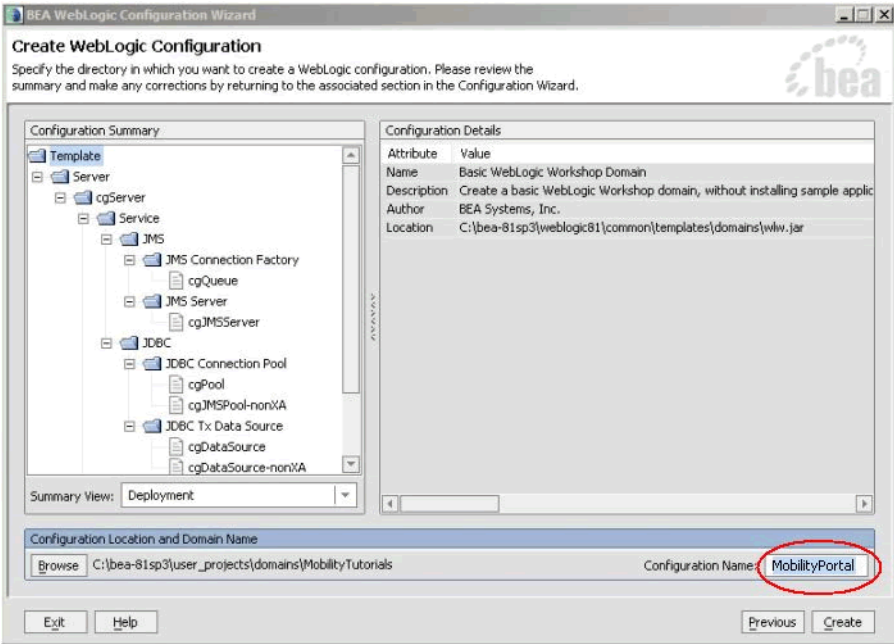 BEA WebLogic Configuration Wizard
Create WebLogic Configuration
Specify the directory in which you want to create a WebLogic configuration. Please review the
summary and make any corrections by returning to the associated section in the Configuration Wizard.
bea
Configuration Summary
Template
Server
cgServer
Service
JMS
JMS Connection Factory
cgQueue
JMS Server
cgJMSServer
JDBC
JDBC Connection Pool
cgPool
cgJMSPool-nonXA
JDBC Tx Data Source
cgDataSource
cgDataSource-nonXA
Summary View: Deployment
Configuration Details
Attribute Value
Name Basic WebLogic Workshop Domain
Description Create a basic WebLogic Workshop domain, without installing sample applic
Author BEA Systems, Inc.
Location C:\bea-81sp3\weblogic81\common\templates\domains\wlw.jar
Configuration Location and Domain Name
Browse C:\bea-81sp3\user_projects\domains\MobilityTutorials Configuration Name: MobilityPortal
Exit Help Previous Create